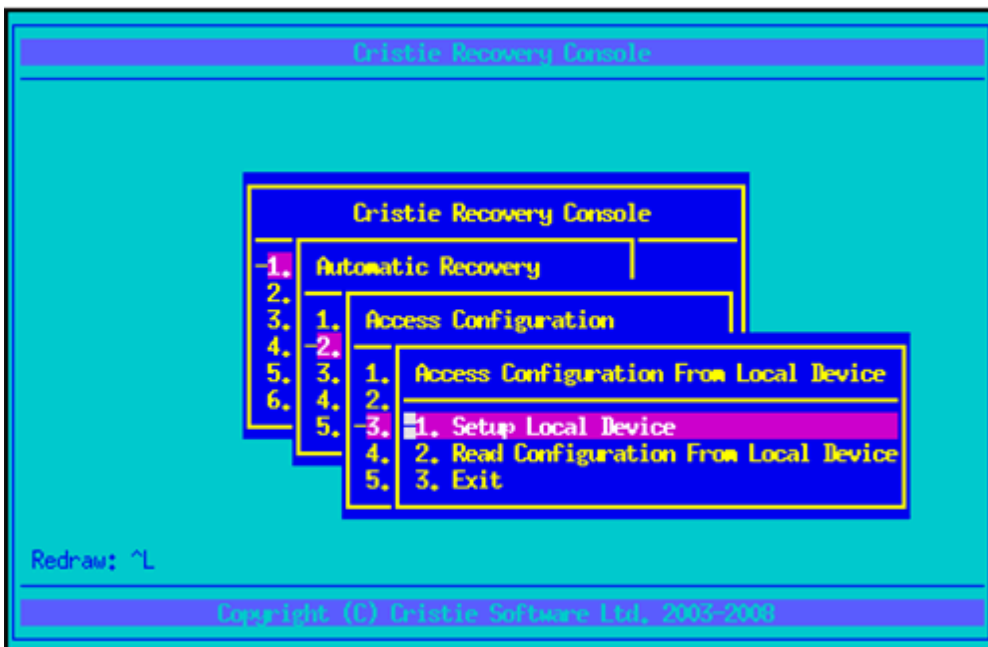 Cristie Recovery Console
Cristie Recovery Console
-1. Automatic Recovery
2.
3. 1. Access Configuration
4. -2.
5. 3. 1. Access Configuration From Local Device
6. 4. 2.
5. -3. 1. Setup Local Device
4. 2. Read Configuration From Local Device
5. 3. Exit
Redraw: ^L
Copyright (C) Cristie Software Ltd. 2003-2008